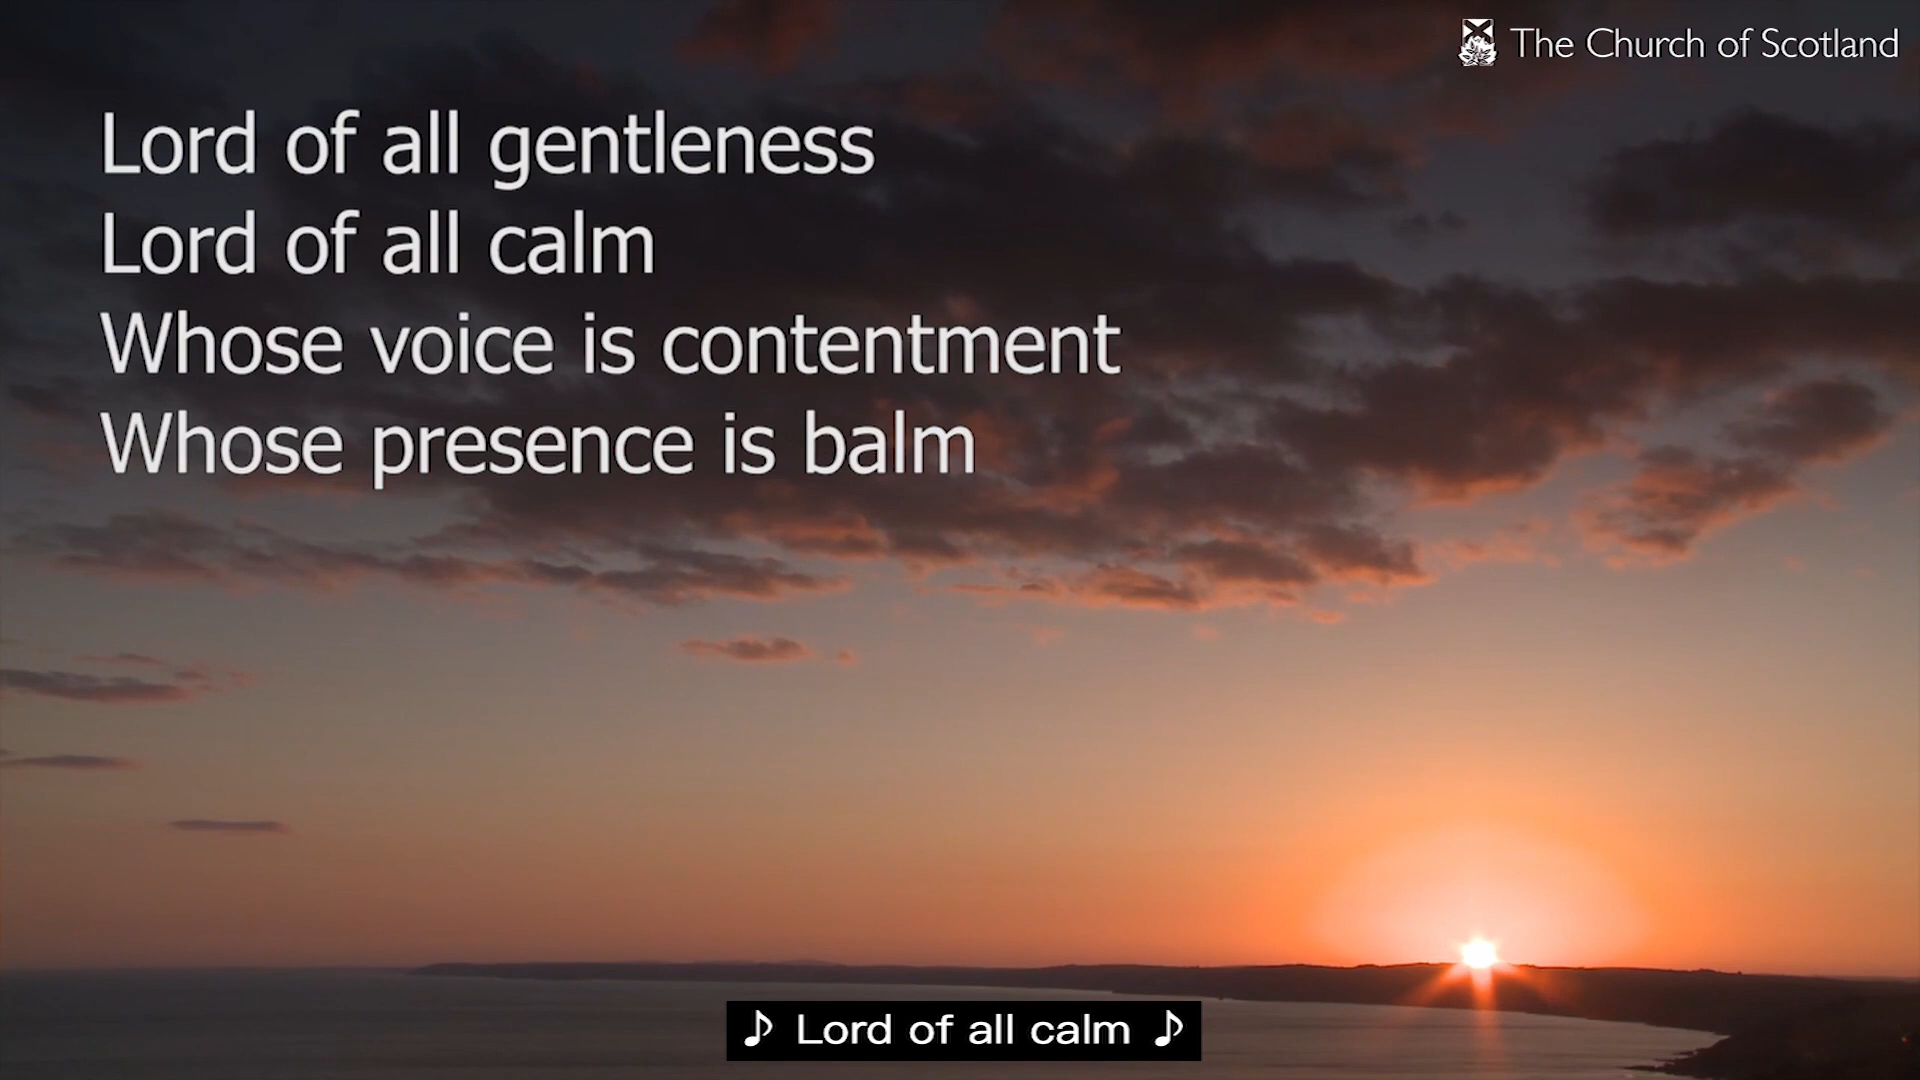 The Church of Scotland
Lord of all gentleness
Lord of all calm
Whose voice is contentment
Whose presence is balm
♪ Lord of all calm ♪